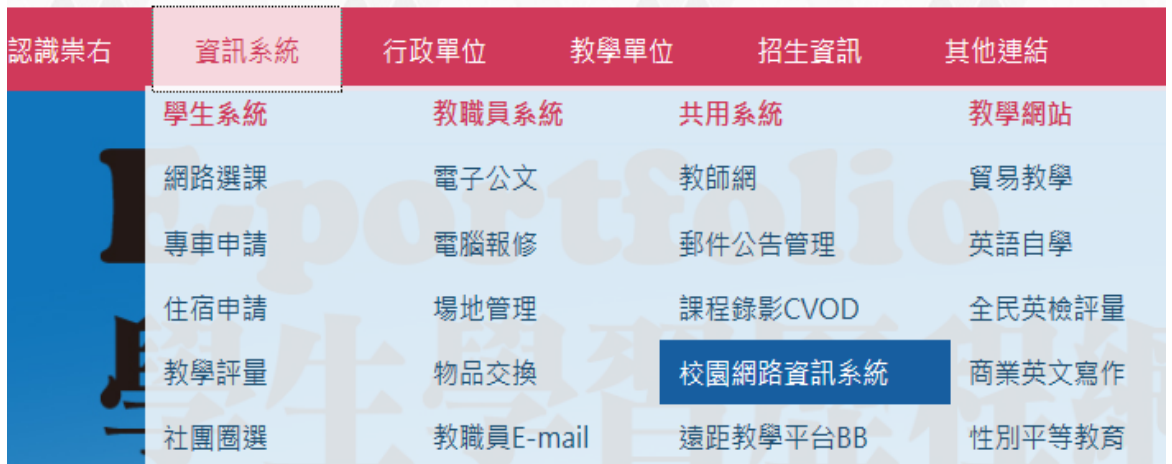 認識崇右 資訊系統 行政單位 教學單位 招生資訊 其他連結
學生系統 教職員系統 共用系統 教學網站
網路選課 電子公文 教師網 貿易教學
專車申請 電腦報修 郵件公告管理 英語自學
住宿申請 場地管理 課程錄影CVOD 全民英檢評量
教學評量 物品交換 校園網路資訊系統 商業英文寫作
社團圈選 教職員E-mail 遠距教學平台BB 性別平等教育
E-portfolio